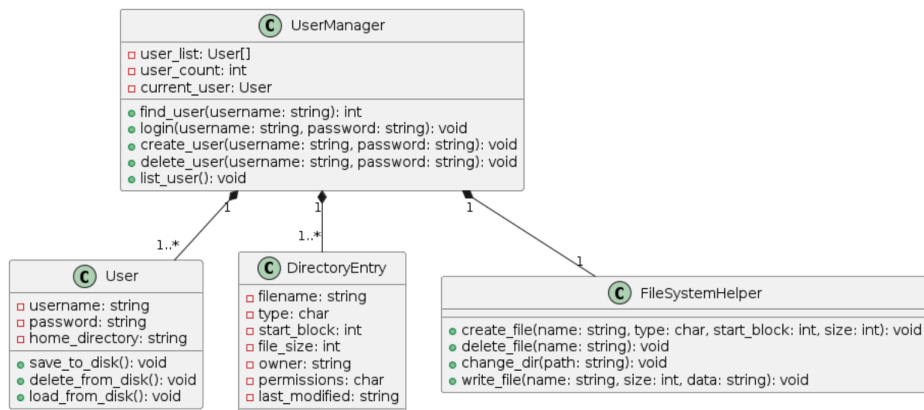 C UserManager
user_list: User[]
user_count: int
current_user: User
find_user(username: string): int
login(username: string, password: string): void
create_user(username: string, password: string): void
delete_user(username: string, password: string): void
list_user(): void
1
1
1
1..*
1..*
1
C User
username: string
password: string
home_directory: string
save_to_disk(): void
delete_from_disk(): void
load_from_disk(): void
C DirectoryEntry
filename: string
type: char
start_block: int
file_size: int
owner: string
permissions: char
last_modified: string
C FileSystemHelper
create_file(name: string, type: char, start_block: int, size: int): void
delete_file(name: string): void
change_dir(path: string): void
write_file(name: string, size: int, data: string): void